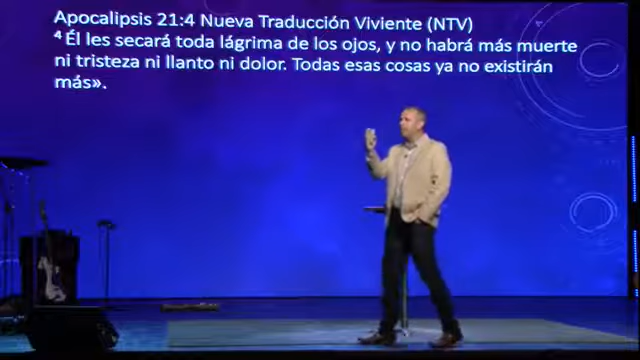 Apocalipsis 21:4 Nueva Traducción Viviente (NTV)
⁴ Él les secará toda lágrima de los ojos, y no habrá más muerte
ni tristeza ni llanto ni dolor. Todas esas cosas ya no existirán
más».